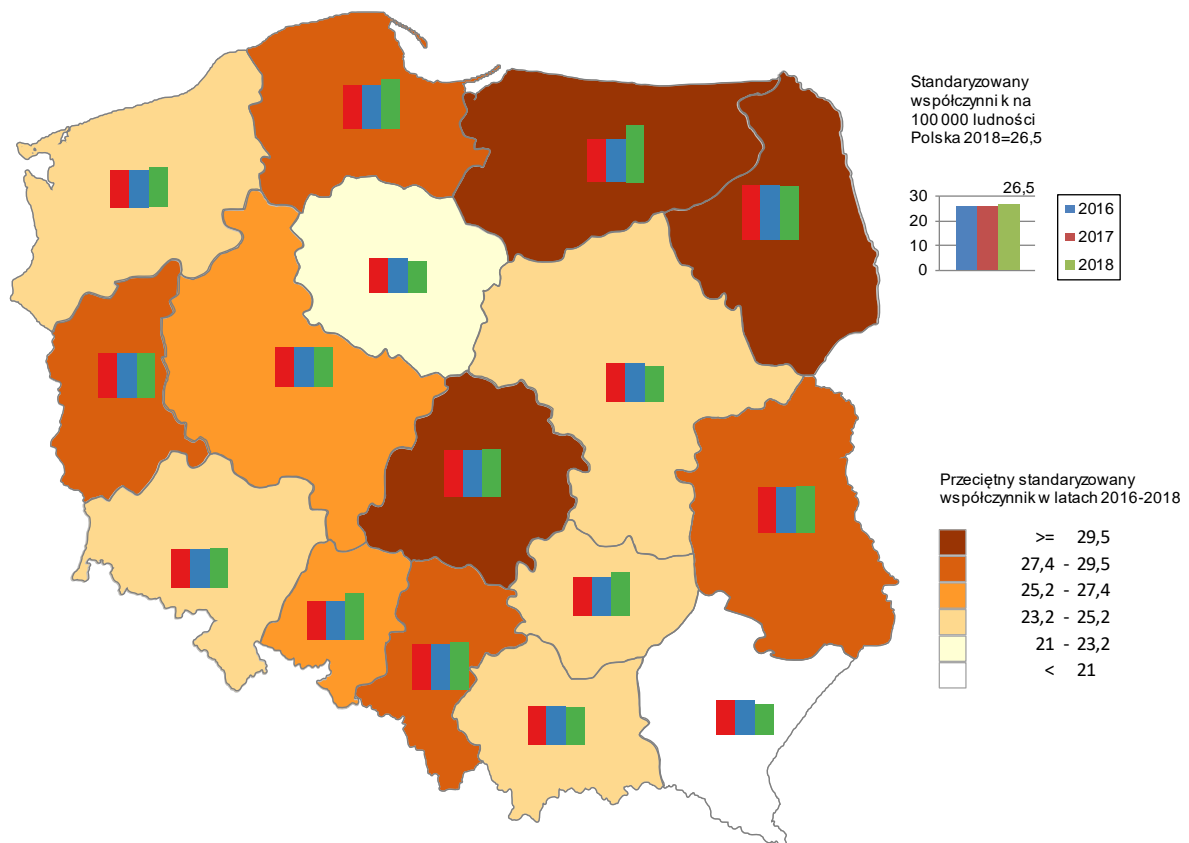 Standaryzowany
współczynni k na
100 000 ludności
Polska 2018=26,5
26,5
30
20
10
0
2016
2017
2018
Przeciętny standaryzowany
współczynnik w latach 2016-2018
>= 29,5
27,4 - 29,5
25,2 - 27,4
23,2 - 25,2
21 - 23,2
< 21